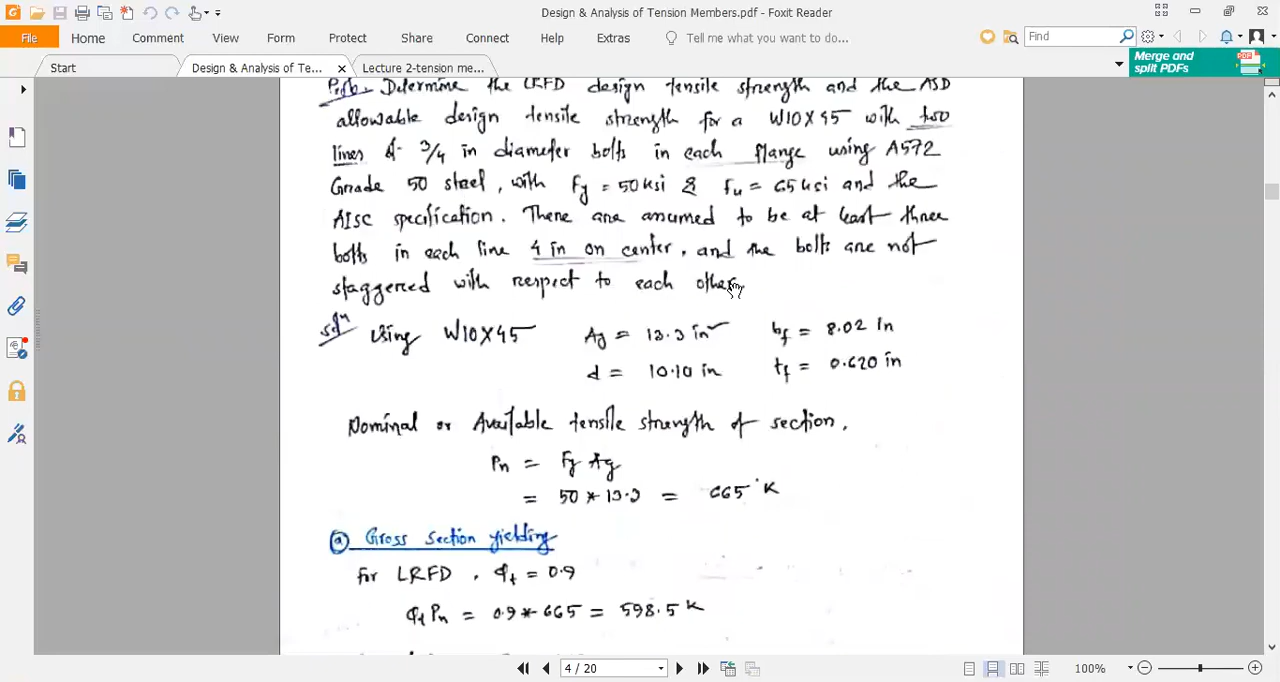 Design & Analysis of Tension Members.pdf - Foxit Reader
File Home Comment View Form Protect Share Connect Help Extras Tell me what you want to do... Find
Start Design & Analysis of Te... Lecture 2-tension me... Merge and split PDFs
Prob. Determine the LRFD design tensile strength and the ASD
allowable design tensile strength for a W10X45 with two
lines of 3/4 in diameter bolts in each flange using A572
Grade 50 steel, with Fy = 50 ksi & Fu = 65 ksi and the
AISC specification. There are assumed to be at least three
bolts in each line 4 in on center, and the bolts are not
staggered with respect to each other.
Solⁿ Using W10X45 Ag = 13.3 in² bf = 8.02 in
d = 10.10 in tf = 0.620 in
Nominal or Available tensile strength of section.
Pn = Fy Ag
= 50 * 13.3 = 665 K
(a) Gross section yielding
For LRFD, Φt = 0.9
Φt Pn = 0.9 * 665 = 598.5 K
4 / 20 100%